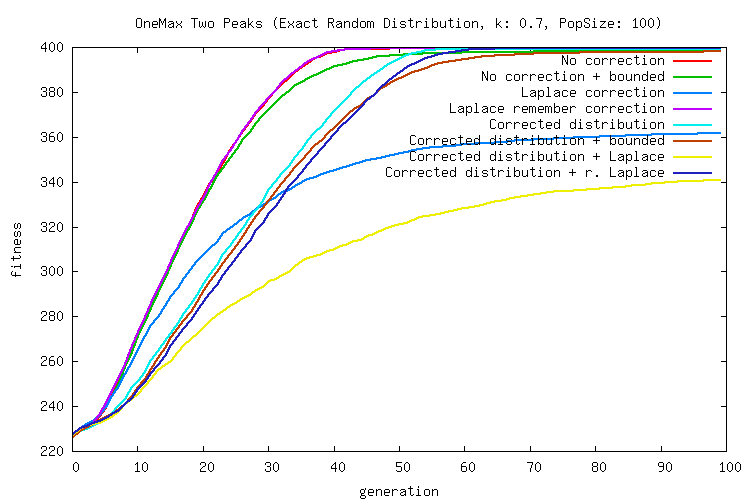 OneMax Two Peaks (Exact Random Distribution, k: 0.7, PopSize: 100)
400
No correction
No correction + bounded
380
Laplace correction
Laplace remember correction
Corrected distribution
360
Corrected distribution + bounded
Corrected distribution + Laplace
Corrected distribution + r. Laplace
340
320
fitness
300
280
260
240
220
0 10 20 30 40 50 60 70 80 90 100
generation